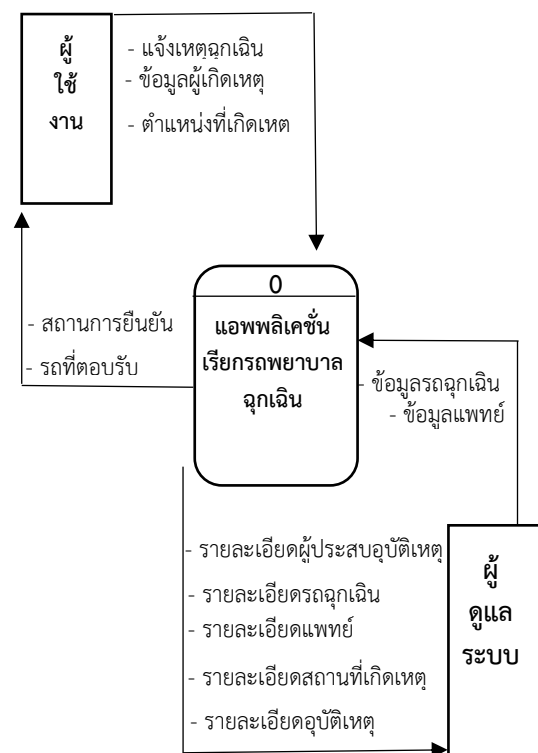 ผู้
ใช้
งาน
- แจ้งเหตุฉุกเฉิน
- ข้อมูลผู้เกิดเหตุ
- ตำแหน่งที่เกิดเหต
0
แอพพลิเคชั่น
เรียกรถพยาบาล
ฉุกเฉิน
- สถานการยืนยัน
- รถที่ตอบรับ
- ข้อมูลรถฉุกเฉิน
- ข้อมูลแพทย์
- รายละเอียดผู้ประสบอุบัติเหตุ
- รายละเอียดรถฉุกเฉิน
- รายละเอียดแพทย์
- รายละเอียดสถานที่เกิดเหตุ
- รายละเอียดอุบัติเหตุ
ผู้
ดูแล
ระบบ